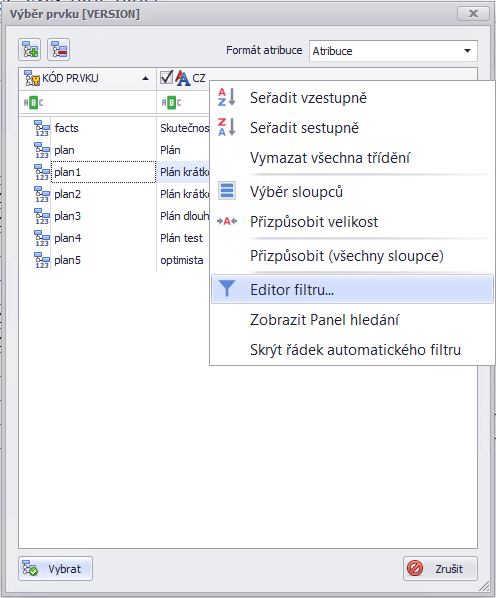 Výběr prvku [VERSION]
Formát atribuce Atribuce
KÓD PRVKU CZ
ABC ABC
facts Skutečnos
plan Plán
plan1 Plán krátko
plan2 Plán krátko
plan3 Plán dlouh
plan4 Plán test
plan5 optimista
Seřadit vzestupně
Seřadit sestupně
Vymazat všechna třídění
Výběr sloupců
Přizpůsobit velikost
Přizpůsobit (všechny sloupce)
Editor filtru...
Zobrazit Panel hledání
Skrýt řádek automatického filtru
Vybrat Zrušit